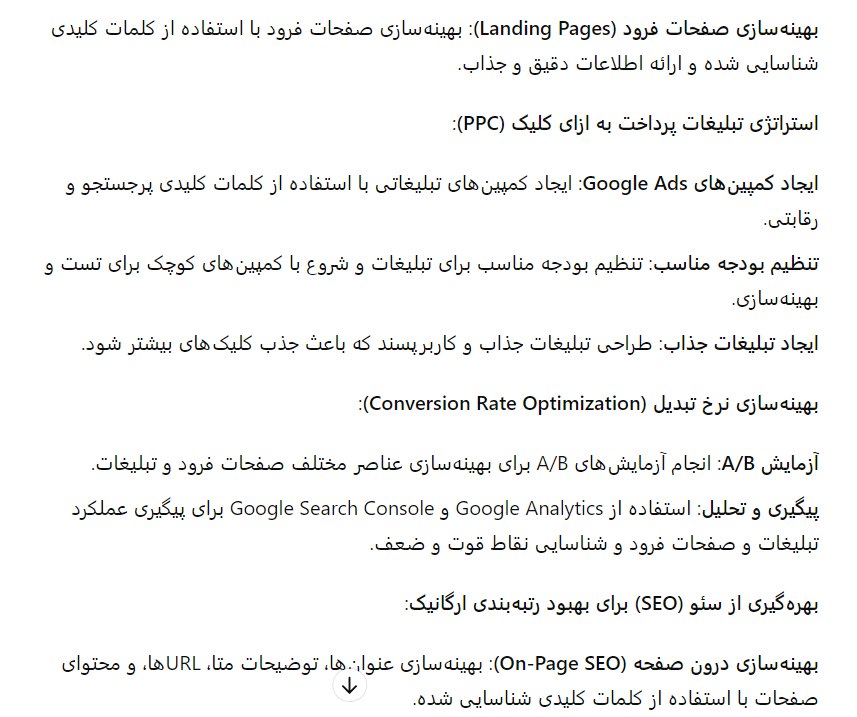 بهینه‌سازی صفحات فرود (Landing Pages): بهینه‌سازی صفحات فرود با استفاده از کلمات کلیدی
شناسایی شده و ارائه اطلاعات دقیق و جذاب.
استراتژی تبلیغات پرداخت به ازای کلیک (PPC):
ایجاد کمپین‌های Google Ads: ایجاد کمپین‌های تبلیغاتی با استفاده از کلمات کلیدی پرجستجو و
رقابتی.
تنظیم بودجه مناسب: تنظیم بودجه مناسب برای تبلیغات و شروع با کمپین‌های کوچک برای تست و
بهینه‌سازی.
ایجاد تبلیغات جذاب: طراحی تبلیغات جذاب و کاربرپسند که باعث جذب کلیک‌های بیشتر شود.
بهینه‌سازی نرخ تبدیل (Conversion Rate Optimization):
آزمایش A/B: انجام آزمایش‌های A/B برای بهینه‌سازی عناصر مختلف صفحات فرود و تبلیغات.
پیگیری و تحلیل: استفاده از Google Analytics و Google Search Console برای پیگیری عملکرد
تبلیغات و صفحات فرود و شناسایی نقاط قوت و ضعف.
بهره‌گیری از سئو (SEO) برای بهبود رتبه‌بندی ارگانیک:
بهینه‌سازی درون صفحه (On-Page SEO): بهینه‌سازی عنوان‌ها، توضیحات متا، URLها، و محتوای
صفحات با استفاده از کلمات کلیدی شناسایی شده.